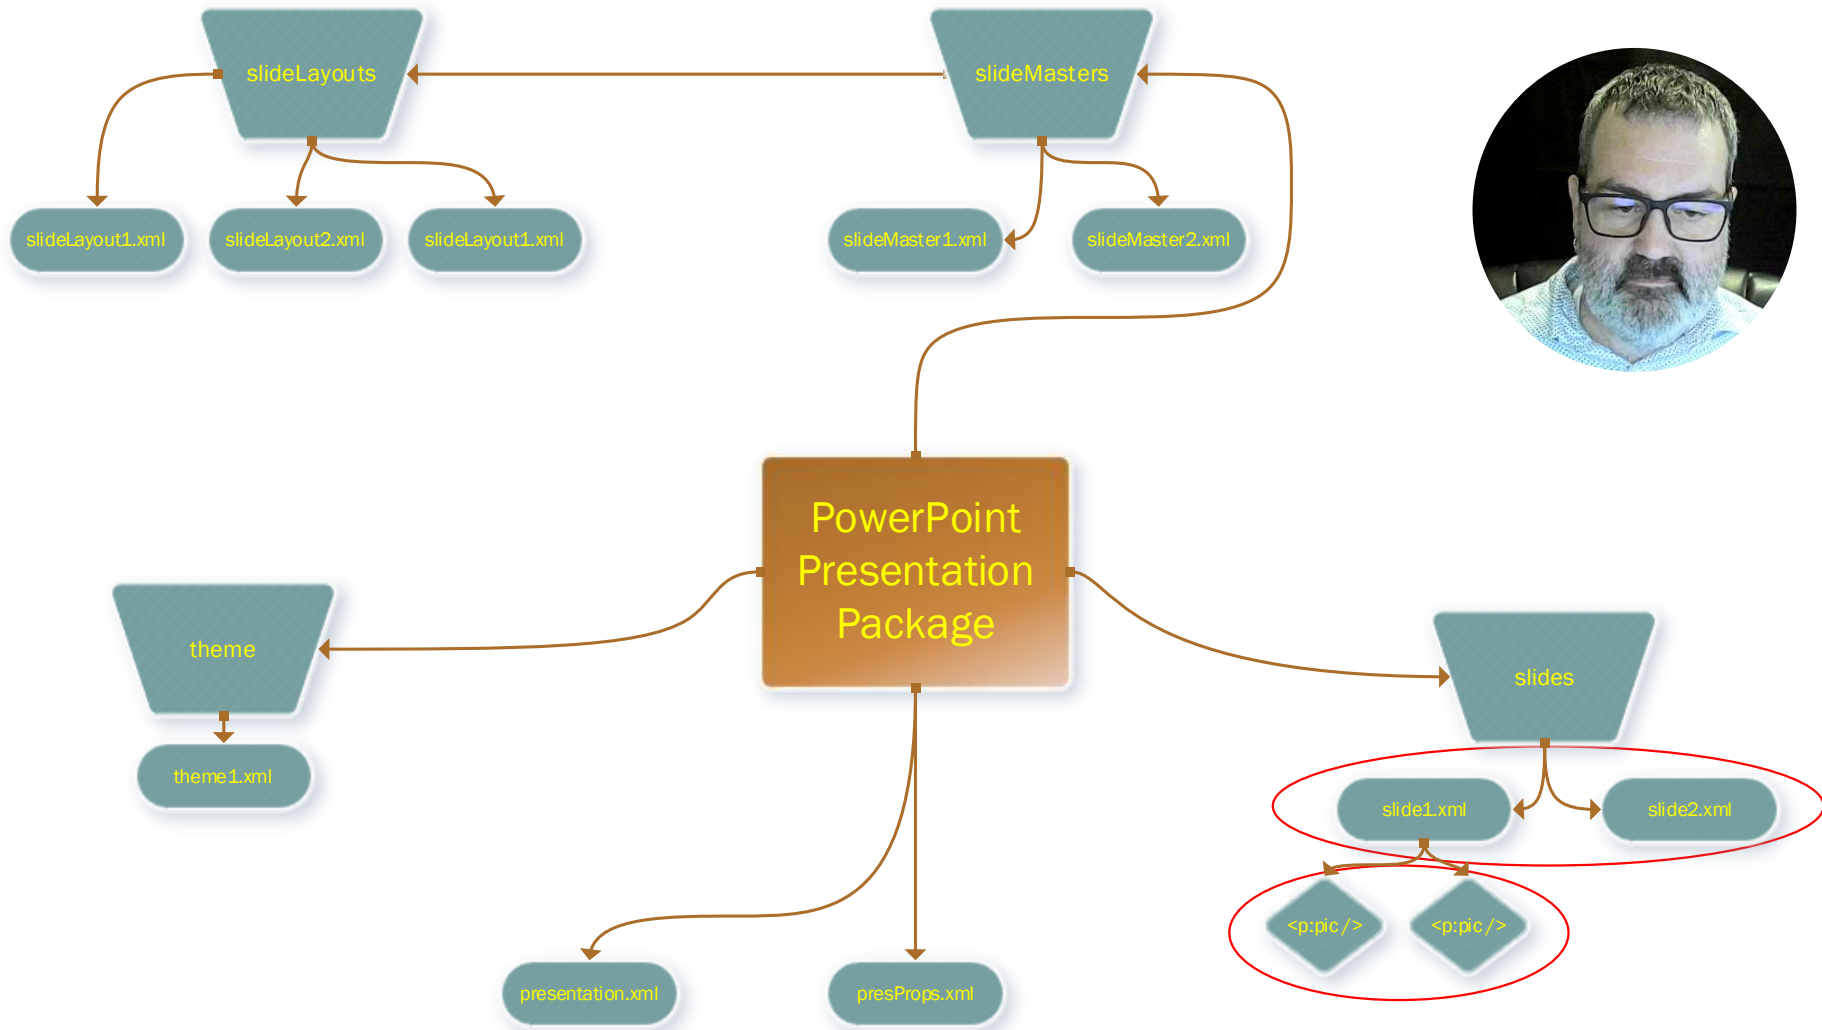 slideLayouts
slideMasters
slideLayout1.xml
slideLayout2.xml
slideLayout1.xml
slideMaster1.xml
slideMaster2.xml
PowerPoint
Presentation
Package
theme
slides
theme1.xml
slide1.xml
slide2.xml
<p:pic/>
<p:pic/>
presentation.xml
presProps.xml